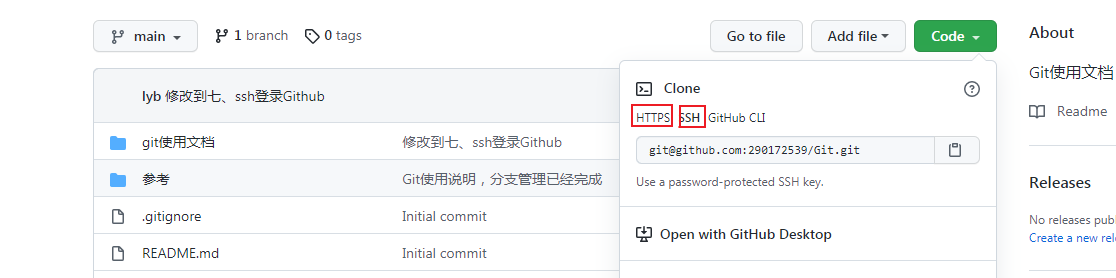 main 1 branch 0 tags Go to file Add file Code
About
Git使用文档
Readme
Releases
No releases publ
Create a new rel
lyb 修改到七、ssh登录Github
git使用文档 修改到七、ssh登录Github
参考 Git使用说明，分支管理已经完成
.gitignore Initial commit
README.md Initial commit
Clone
HTTPS SSH GitHub CLI
git@github.com:290172539/Git.git
Use a password-protected SSH key.
Open with GitHub Desktop